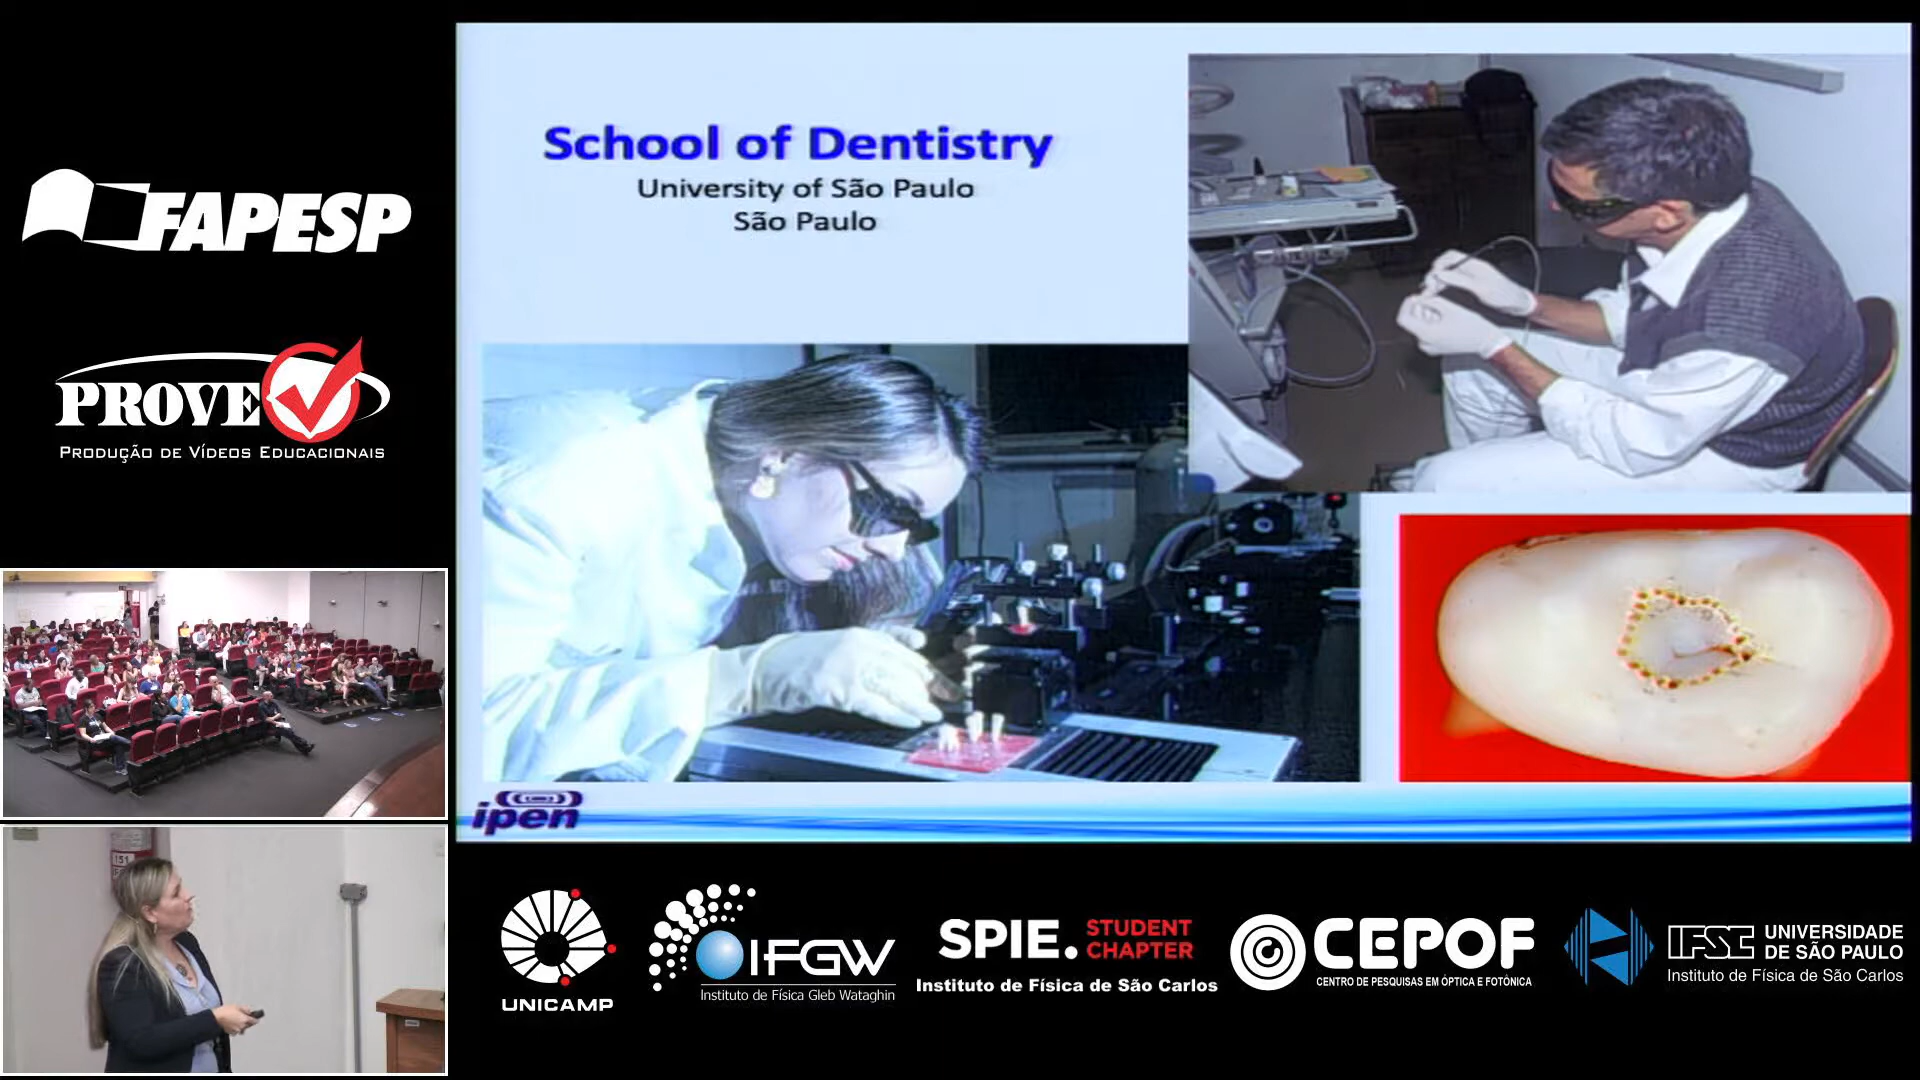 FAPESP
PROVE
PRODUÇÃO DE VÍDEOS EDUCACIONAIS
School of Dentistry
University of São Paulo
São Paulo
ipen
151
UNICAMP
IFGW
Instituto de Física Gleb Wataghin
SPIE. STUDENT
CHAPTER
Instituto de Física de São Carlos
CEPOF
CENTRO DE PESQUISAS EM ÓPTICA E FOTÔNICA
IFSC UNIVERSIDADE
DE SÃO PAULO
Instituto de Física de São Carlos